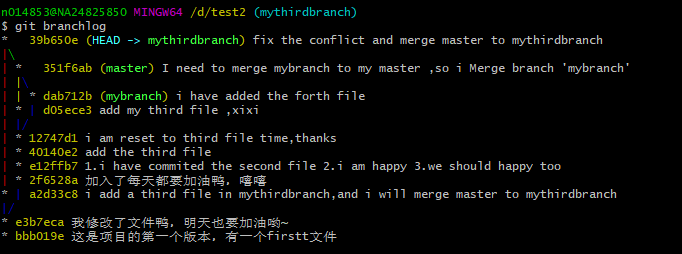 n014853@NA24825850 MINGW64 /d/test2 (mythirdbranch)
$ git branchlog
*   39b650e (HEAD -> mythirdbranch) fix the conflict and merge master to mythirdbranch
|\
| *   351f6ab (master) I need to merge mybranch to my master ,so i Merge branch 'mybranch'
| |\
| | * dab712b (mybranch) i have added the forth file
| * | d05ece3 add my third file ,xixi
| |/
| * 12747d1 i am reset to third file time,thanks
| * 40140e2 add the third file
| * e12ffb7 1.i have commited the second file 2.i am happy 3.we should happy too
| * 2f6528a 加入了每天都要加油鸭, 嘻嘻
* | a2d33c8 i add a third file in mythirdbranch,and i will merge master to mythirdbranch
|/
* e3b7eca 我修改了文件鸭, 明天也要加油哟~
* bbb019e 这是项目的第一个版本, 有一个firstt文件